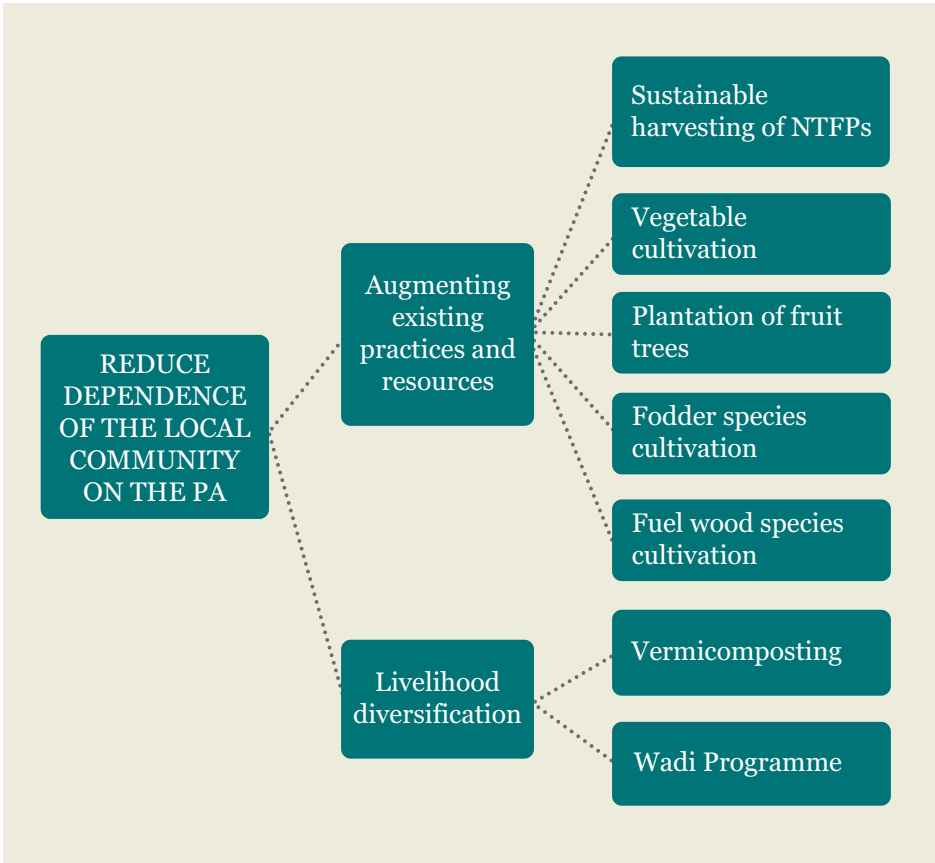 REDUCE
DEPENDENCE
OF THE LOCAL
COMMUNITY
ON THE PA
Augmenting
existing
practices and
resources
Sustainable
harvesting of NTFPs
Vegetable
cultivation
Plantation of fruit
trees
Fodder species
cultivation
Fuel wood species
cultivation
Livelihood
diversification
Vermicomposting
Wadi Programme